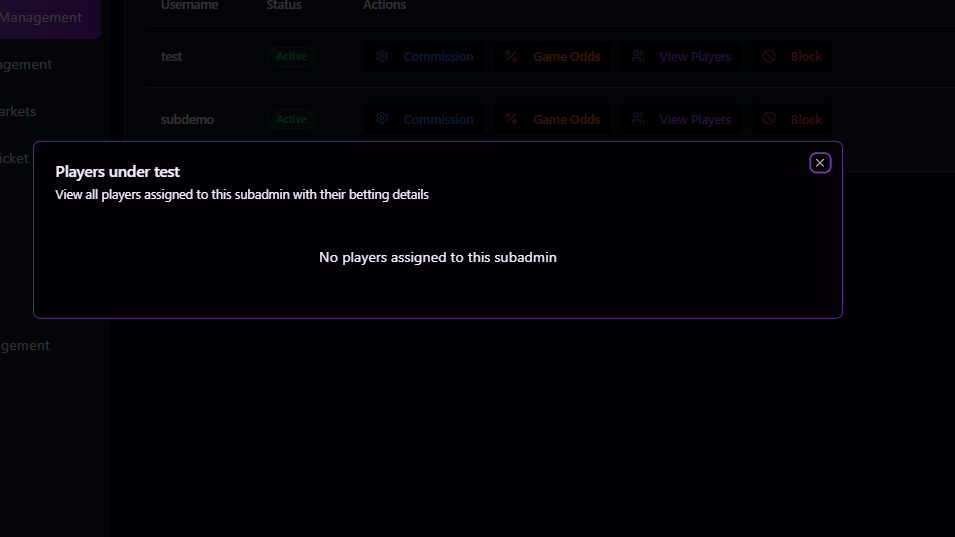 Username Status Actions
Management
test Active Commission Game Odds View Players Block
agement
arkets
subdemo Active Commission Game Odds View Players Block
icket
Players under test
View all players assigned to this subadmin with their betting details
No players assigned to this subadmin
gement